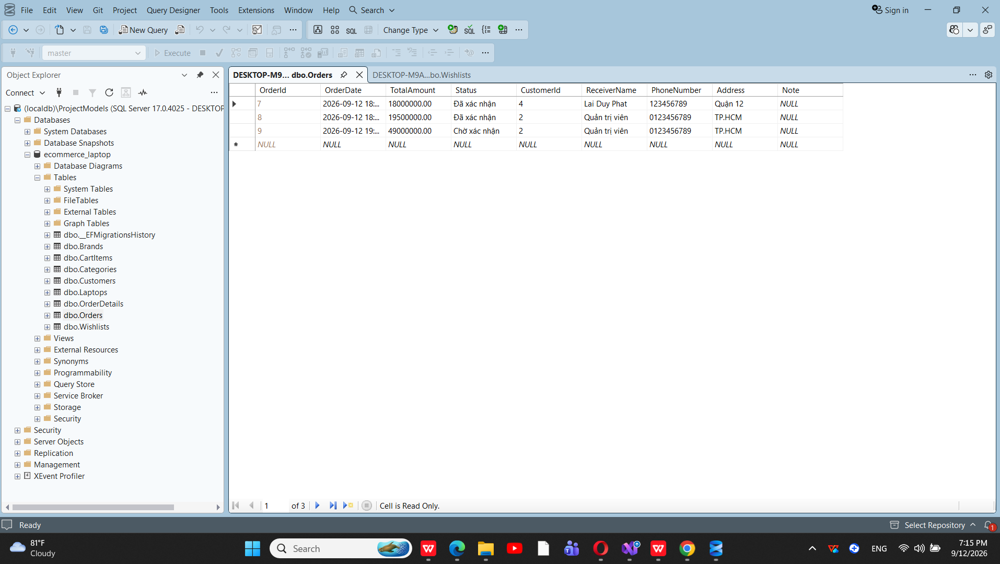 File Edit View Git Project Query Designer Tools Extensions Window Help Search Sign in
New Query SQL Change Type SQL
master Execute
Object Explorer
Connect
(localdb)\ProjectModels (SQL Server 17.0.4025 - DESKTOP
Databases
System Databases
Database Snapshots
ecommerce_laptop
Database Diagrams
Tables
System Tables
FileTables
External Tables
Graph Tables
dbo.__EFMigrationsHistory
dbo.Brands
dbo.CartItems
dbo.Categories
dbo.Customers
dbo.Laptops
dbo.OrderDetails
dbo.Orders
dbo.Wishlists
Views
External Resources
Synonyms
Programmability
Query Store
Service Broker
Storage
Security
Security
Server Objects
Replication
Management
XEvent Profiler
DESKTOP-M9... dbo.Orders DESKTOP-M9A...bo.Wishlists
OrderId OrderDate TotalAmount Status CustomerId ReceiverName PhoneNumber Address Note
7 2026-09-12 18:... 18000000.00 Đã xác nhận 4 Lai Duy Phat 123456789 Quận 12 NULL
8 2026-09-12 18:... 19500000.00 Đã xác nhận 2 Quản trị viên 0123456789 TP.HCM NULL
9 2026-09-12 19:... 49000000.00 Chờ xác nhận 2 Quản trị viên 0123456789 TP.HCM NULL
NULL NULL NULL NULL NULL NULL NULL NULL NULL
1 of 3 Cell is Read Only.
Ready Select Repository 1
81°F
Cloudy
Search
ENG
7:15 PM
9/12/2026